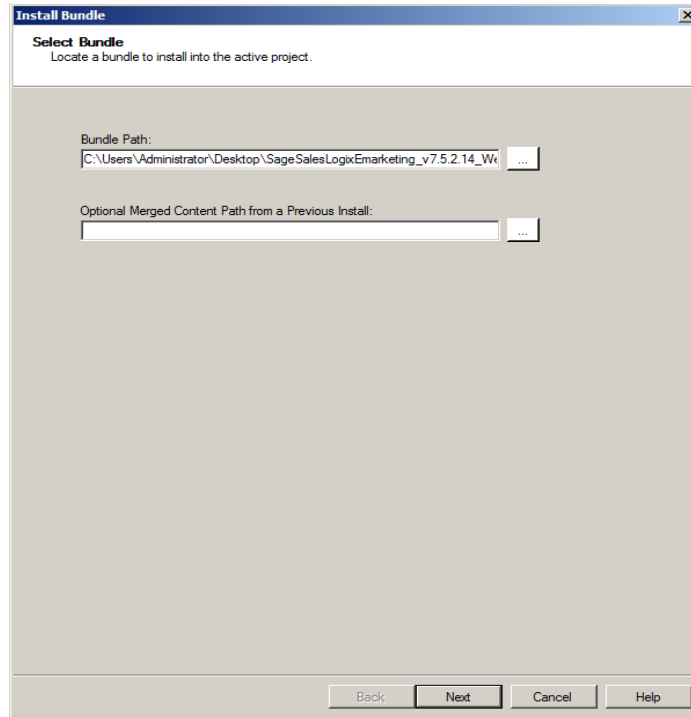 Install Bundle
Select Bundle
Locate a bundle to install into the active project.
Bundle Path:
C:\Users\Administrator\Desktop\SageSalesLogixEmarketing_v7.5.2.14_We
...
Optional Merged Content Path from a Previous Install:
...
Back Next Cancel Help